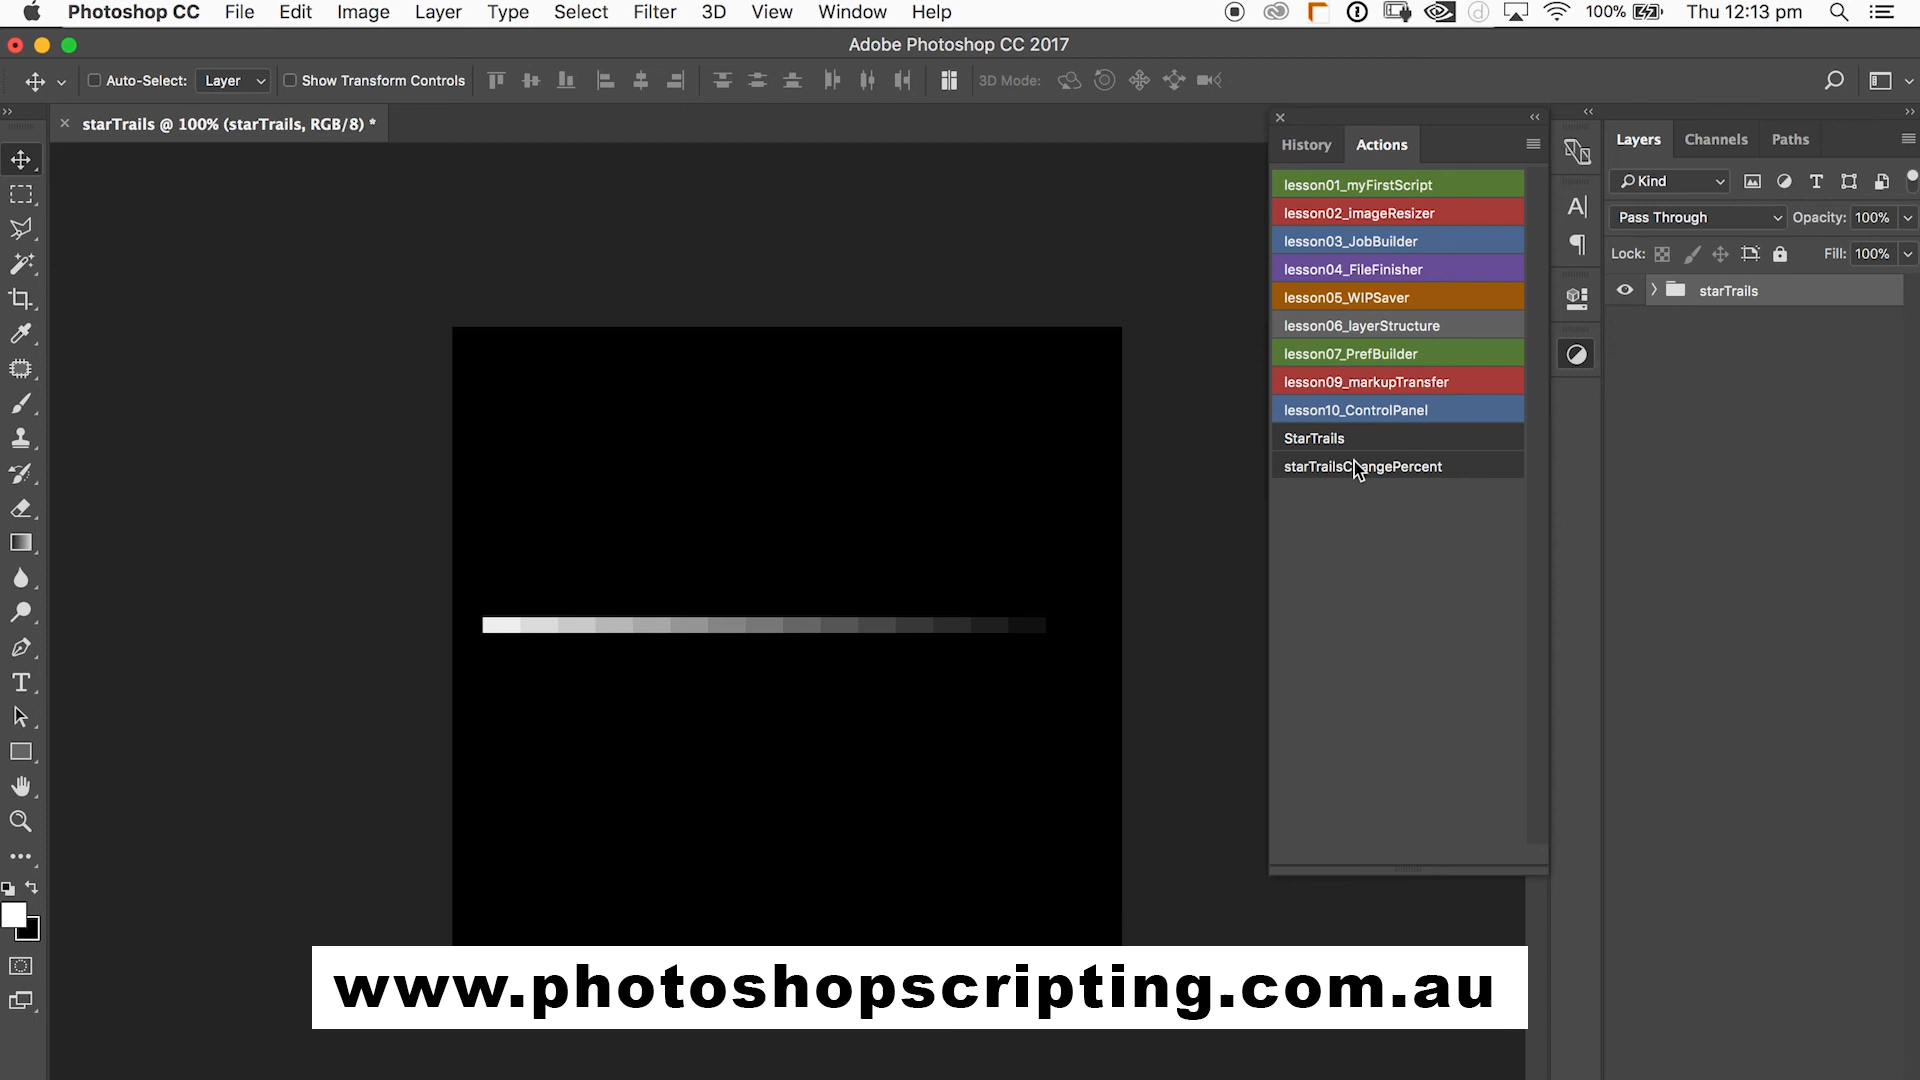 Photoshop CC File Edit Image Layer Type Select Filter 3D View Window Help 100% Thu 12:13 pm
Adobe Photoshop CC 2017
Auto-Select: Layer Show Transform Controls 3D Mode:
starTrails @ 100% (starTrails, RGB/8) *
History Actions
lesson01_myFirstScript
lesson02_imageResizer
lesson03_JobBuilder
lesson04_FileFinisher
lesson05_WIPSaver
lesson06_layerStructure
lesson07_PrefBuilder
lesson09_markupTransfer
lesson10_ControlPanel
StarTrails
starTrailsChangePercent
Layers Channels Paths
Kind
Pass Through Opacity: 100%
Lock: Fill: 100%
starTrails
www.photoshopscripting.com.au